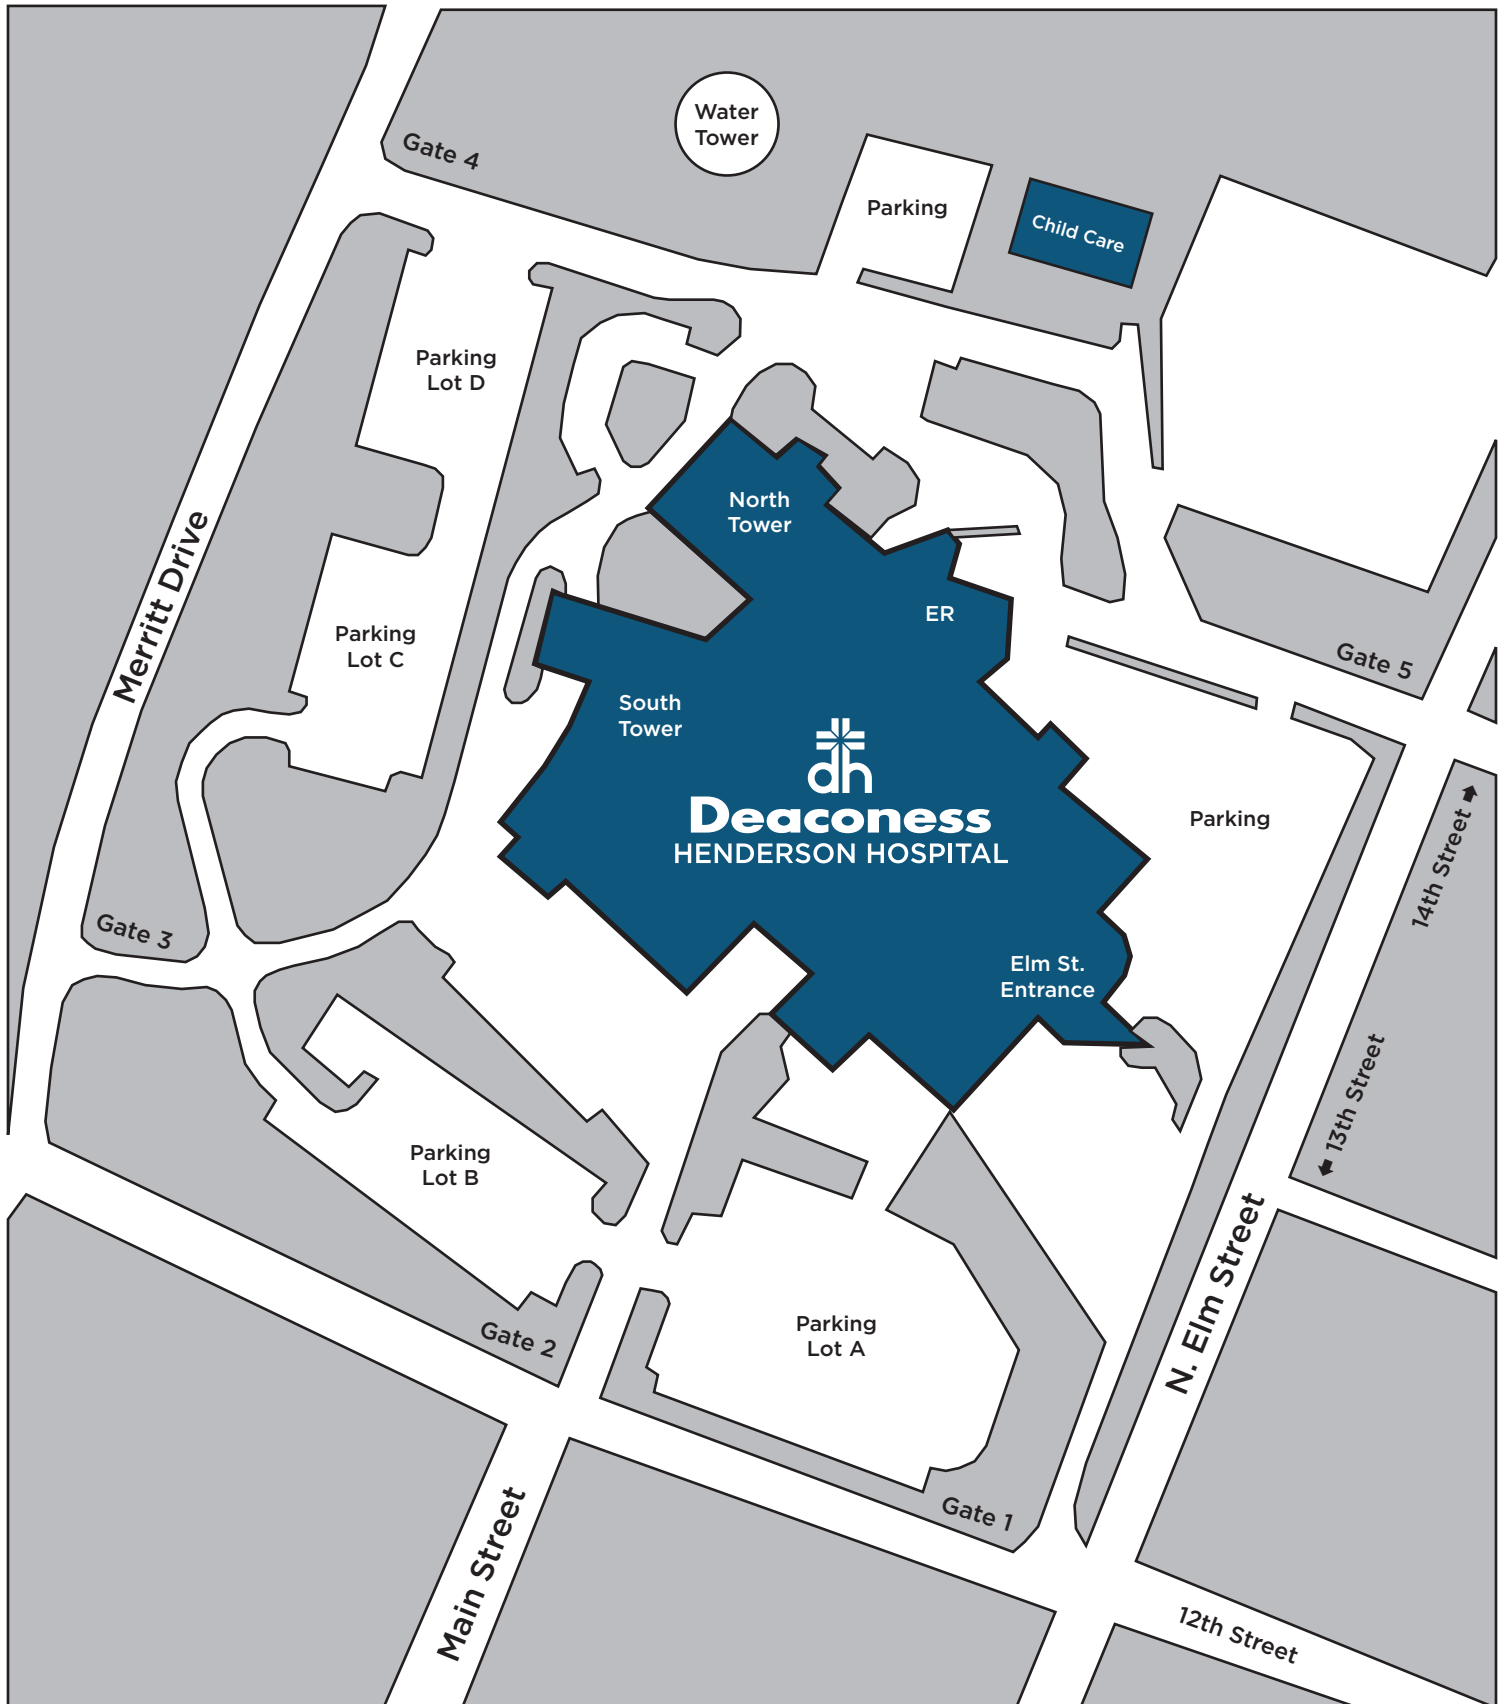 Water
Tower
Gate 4
Parking
Child Care
Parking
Lot D
North
Tower
Merritt Drive
ER
Parking
Lot C
Gate 5
South
Tower
dh
Deaconess
HENDERSON HOSPITAL
Parking
14th Street
Gate 3
Elm St.
Entrance
13th Street
Parking
Lot B
N. Elm Street
Gate 2
Parking
Lot A
Gate 1
Main Street
12th Street